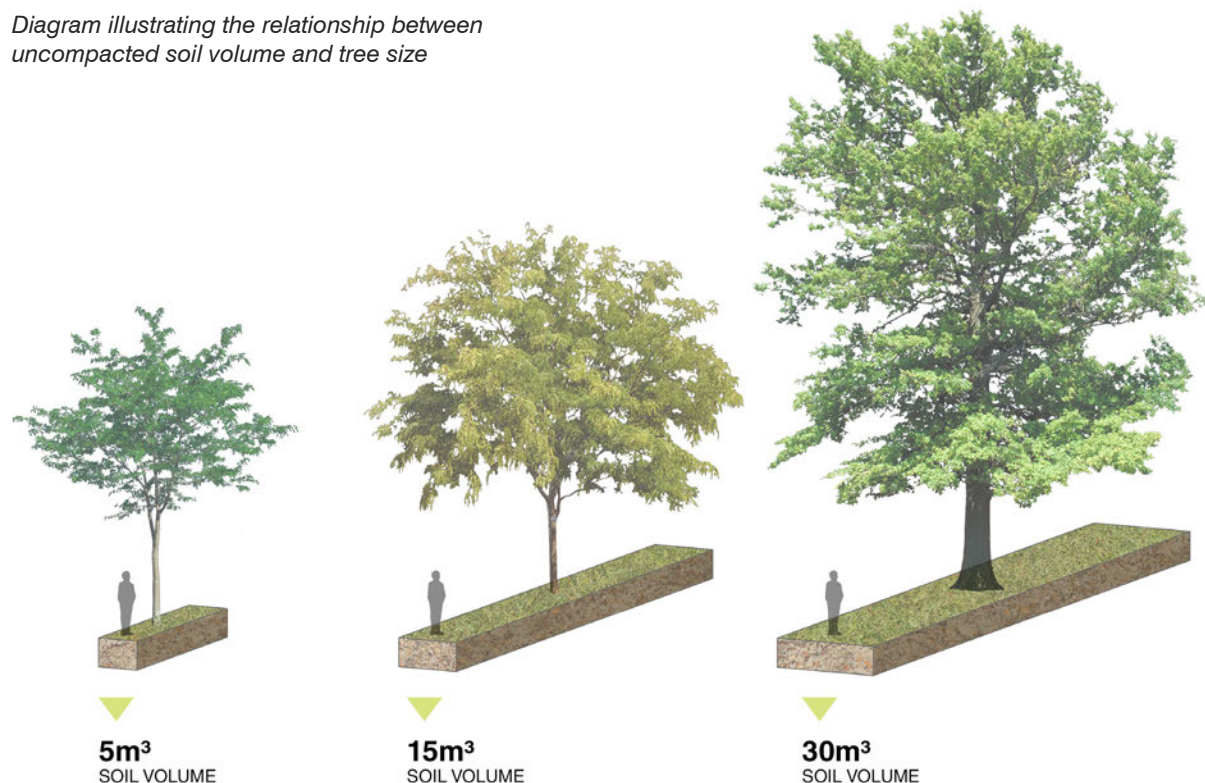 Diagram illustrating the relationship between
uncompacted soil volume and tree size
5m³
SOIL VOLUME
15m³
SOIL VOLUME
30m³
SOIL VOLUME